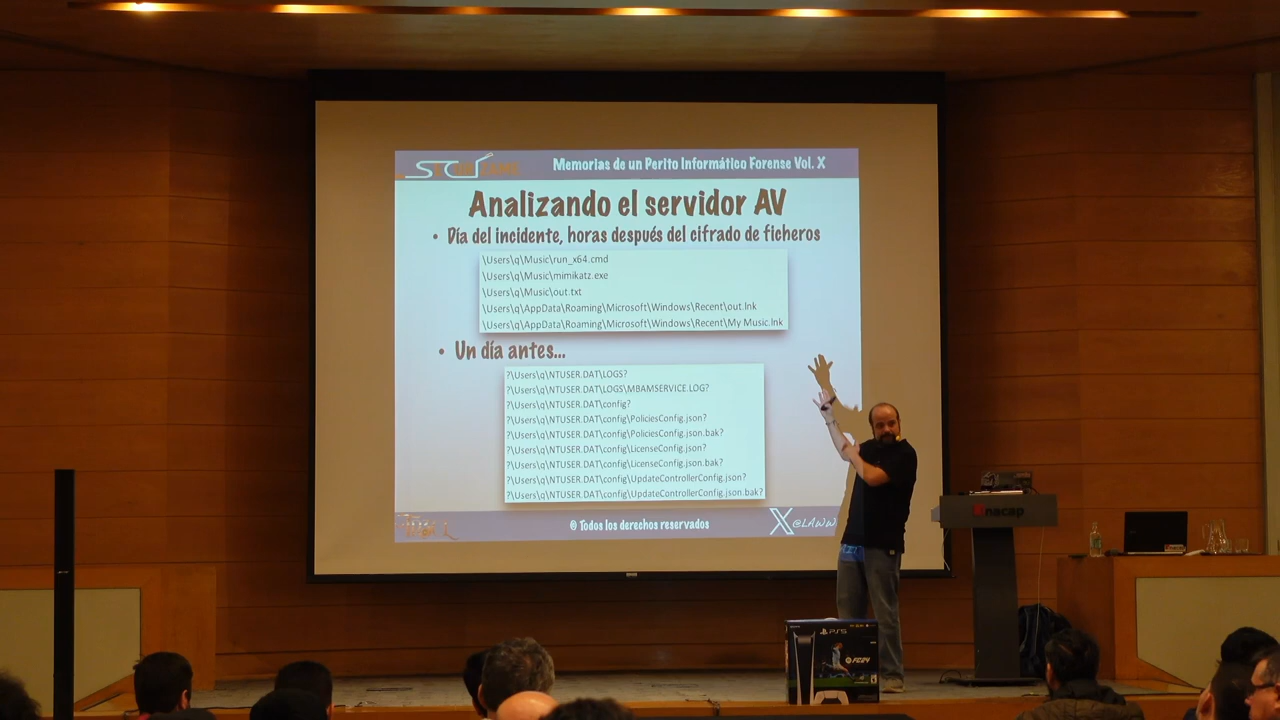 Memorias de un Perito Informático Forense Vol. X
Analizando el servidor AV
• Día del incidente, horas después del cifrado de ficheros
\Users\q\Music\run_x64.cmd
\Users\q\Music\mimikatz.exe
\Users\q\Music\out.txt
\Users\q\AppData\Roaming\Microsoft\Windows\Recent\out.lnk
\Users\q\AppData\Roaming\Microsoft\Windows\Recent\My Music.lnk
• Un día antes...
?\Users\q\NTUSER.DAT\LOGS?
?\Users\q\NTUSER.DAT\LOGS\MBAMSERVICE.LOG?
?\Users\q\NTUSER.DAT\config?
?\Users\q\NTUSER.DAT\config\PoliciesConfig.json?
?\Users\q\NTUSER.DAT\config\PoliciesConfig.json.bak?
?\Users\q\NTUSER.DAT\config\LicenseConfig.json?
?\Users\q\NTUSER.DAT\config\LicenseConfig.json.bak?
?\Users\q\NTUSER.DAT\config\UpdateControllerConfig.json?
?\Users\q\NTUSER.DAT\config\UpdateControllerConfig.json.bak?
© Todos los derechos reservados
X @LAWW
inacap
PS5
FC24